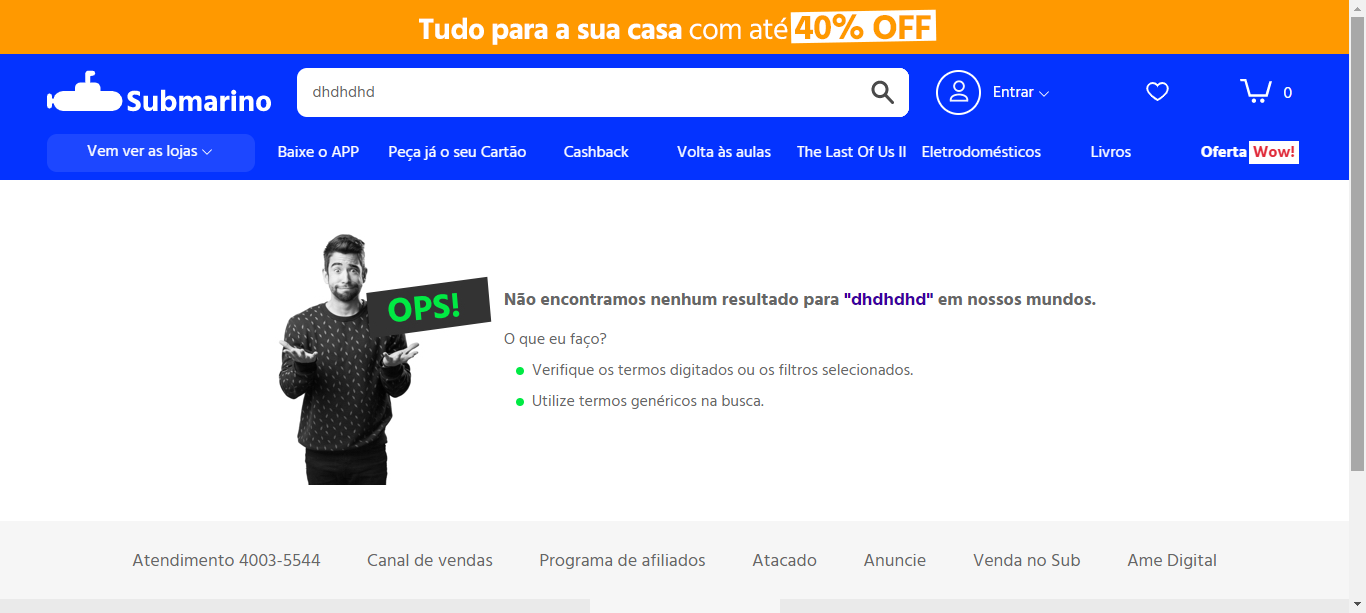 Tudo para a sua casa com até 40% OFF
Submarino
dhdhdhd
Entrar
0
Vem ver as lojas
Baixe o APP
Peça já o seu Cartão
Cashback
Volta às aulas
The Last Of Us II
Eletrodomésticos
Livros
Oferta Wow!
OPS!
Não encontramos nenhum resultado para "dhdhdhd" em nossos mundos.
O que eu faço?
Verifique os termos digitados ou os filtros selecionados.
Utilize termos genéricos na busca.
Atendimento 4003-5544
Canal de vendas
Programa de afiliados
Atacado
Anuncie
Venda no Sub
Ame Digital